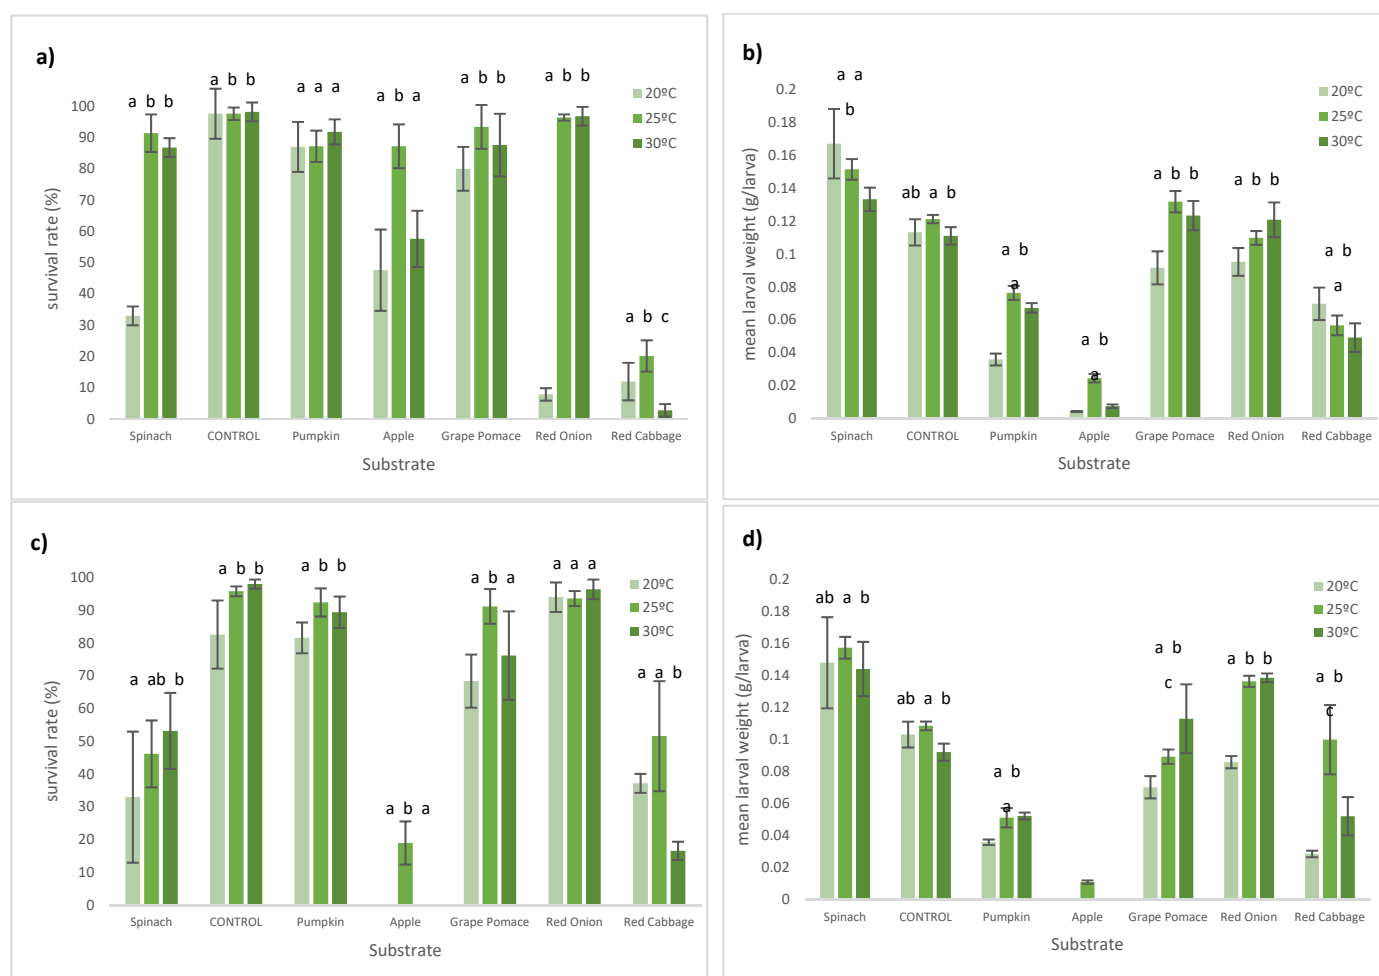 a)
a b b
a b b
a a a
a b a
a b b
a b b
a b c
20ºC
25ºC
30ºC
100
90
80
70
60
50
40
30
20
10
0
survival rate (%)
Spinach CONTROL Pumpkin Apple Grape Pomace Red Onion Red Cabbage
Substrate
b)
a a
b
ab a b
a b
a
a b
a
a b b
a b b
a b
a
20ºC
25ºC
30ºC
0.2
0.18
0.16
0.14
0.12
0.1
0.08
0.06
0.04
0.02
0
mean larval weight (g/larva)
Spinach CONTROL Pumpkin Apple Grape Pomace Red Onion Red Cabbage
Substrate
c)
a ab b
a b b
a b b
a b a
a b a
a a a
a a b
20ºC
25ºC
30ºC
100
90
80
70
60
50
40
30
20
10
0
survival rate (%)
Spinach CONTROL Pumpkin Apple Grape Pomace Red Onion Red Cabbage
Substrate
d)
ab a b
ab a b
a b
a
a b
c
a b b
a b
c
20ºC
25ºC
30ºC
0.2
0.18
0.16
0.14
0.12
0.1
0.08
0.06
0.04
0.02
0
mean larval weight (g/larva)
Spinach CONTROL Pumpkin Apple Grape Pomace Red Onion Red Cabbage
Substrate